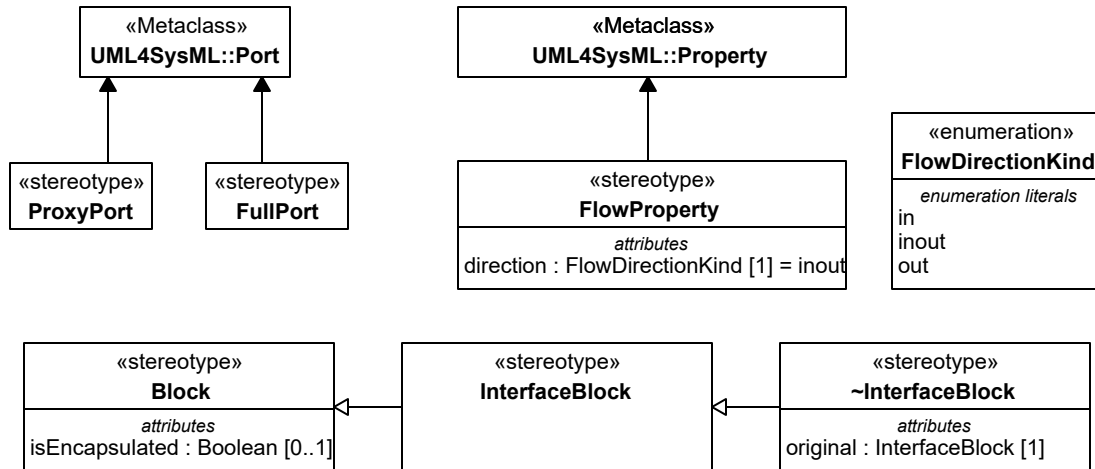 «Metaclass»
UML4SysML::Port
«Metaclass»
UML4SysML::Property
«stereotype»
ProxyPort
«stereotype»
FullPort
«stereotype»
FlowProperty
attributes
direction : FlowDirectionKind [1] = inout
«enumeration»
FlowDirectionKind
enumeration literals
in
inout
out
«stereotype»
Block
attributes
isEncapsulated : Boolean [0..1]
«stereotype»
InterfaceBlock
«stereotype»
~InterfaceBlock
attributes
original : InterfaceBlock [1]